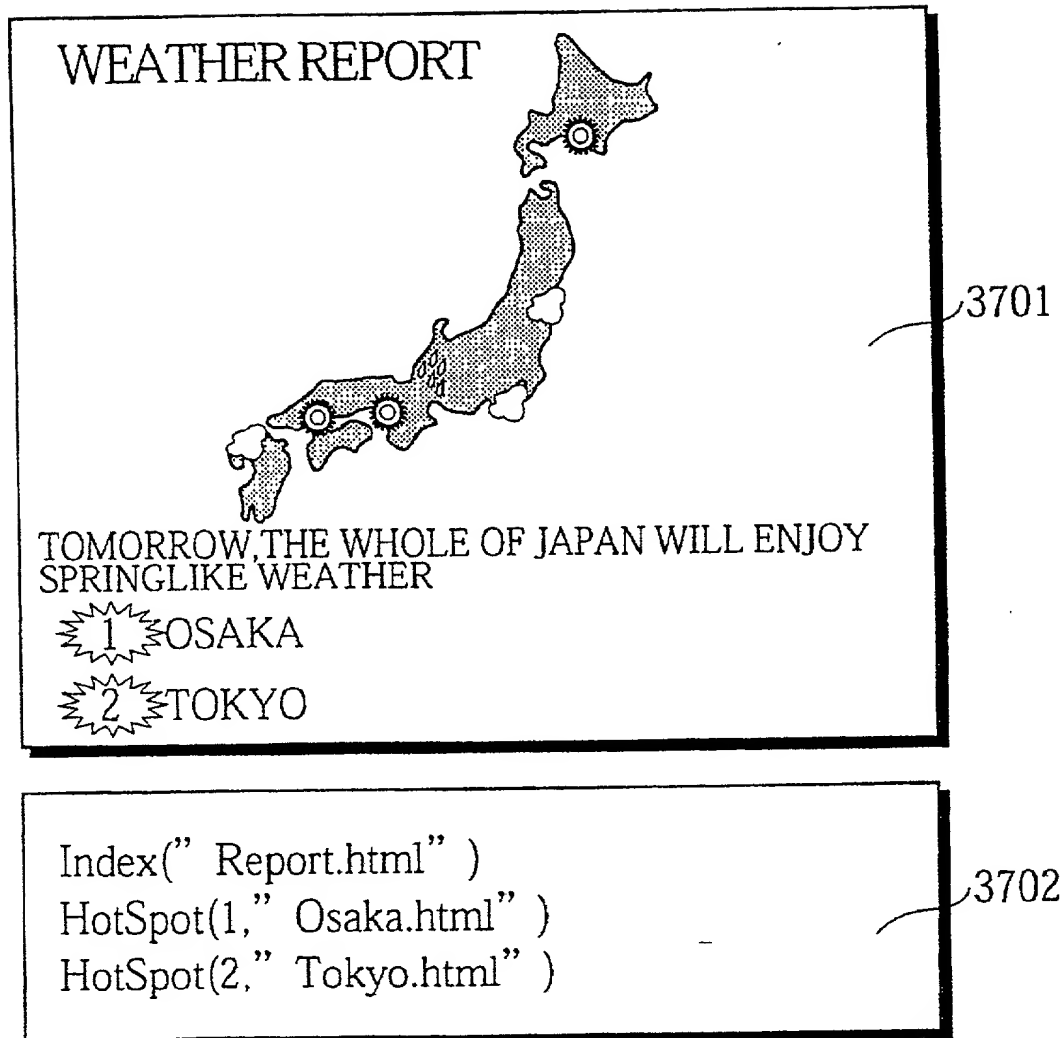 WEATHER REPORT
3701
TOMORROW,THE WHOLE OF JAPAN WILL ENJOY
SPRINGLIKE WEATHER
1 OSAKA
2 TOKYO
Index(” Report.html” )
HotSpot(1,” Osaka.html” )
HotSpot(2,” Tokyo.html” )
3702